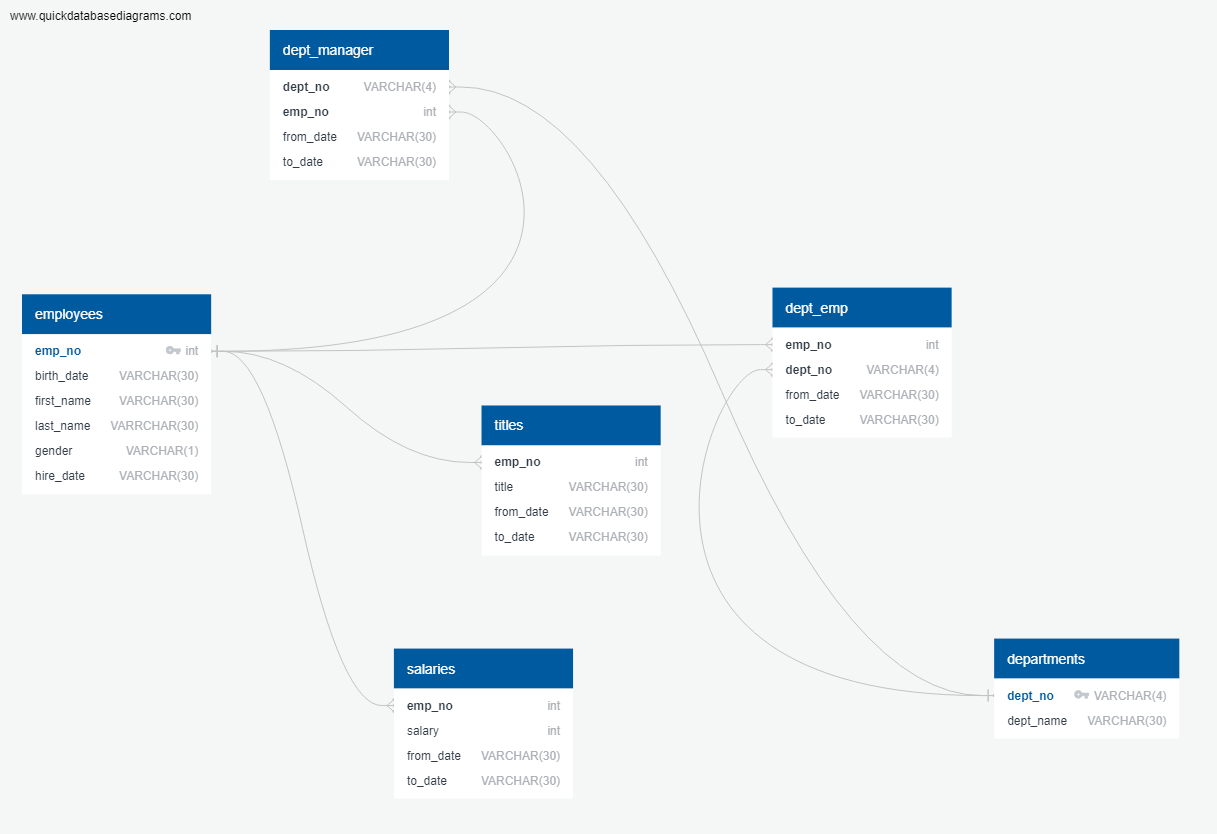 www.quickdatabasediagrams.com
dept_manager
dept_no VARCHAR(4)
emp_no int
from_date VARCHAR(30)
to_date VARCHAR(30)
employees
emp_no int
birth_date VARCHAR(30)
first_name VARCHAR(30)
last_name VARRCHAR(30)
gender VARCHAR(1)
hire_date VARCHAR(30)
dept_emp
emp_no int
dept_no VARCHAR(4)
from_date VARCHAR(30)
to_date VARCHAR(30)
titles
emp_no int
title VARCHAR(30)
from_date VARCHAR(30)
to_date VARCHAR(30)
salaries
emp_no int
salary int
from_date VARCHAR(30)
to_date VARCHAR(30)
departments
dept_no VARCHAR(4)
dept_name VARCHAR(30)